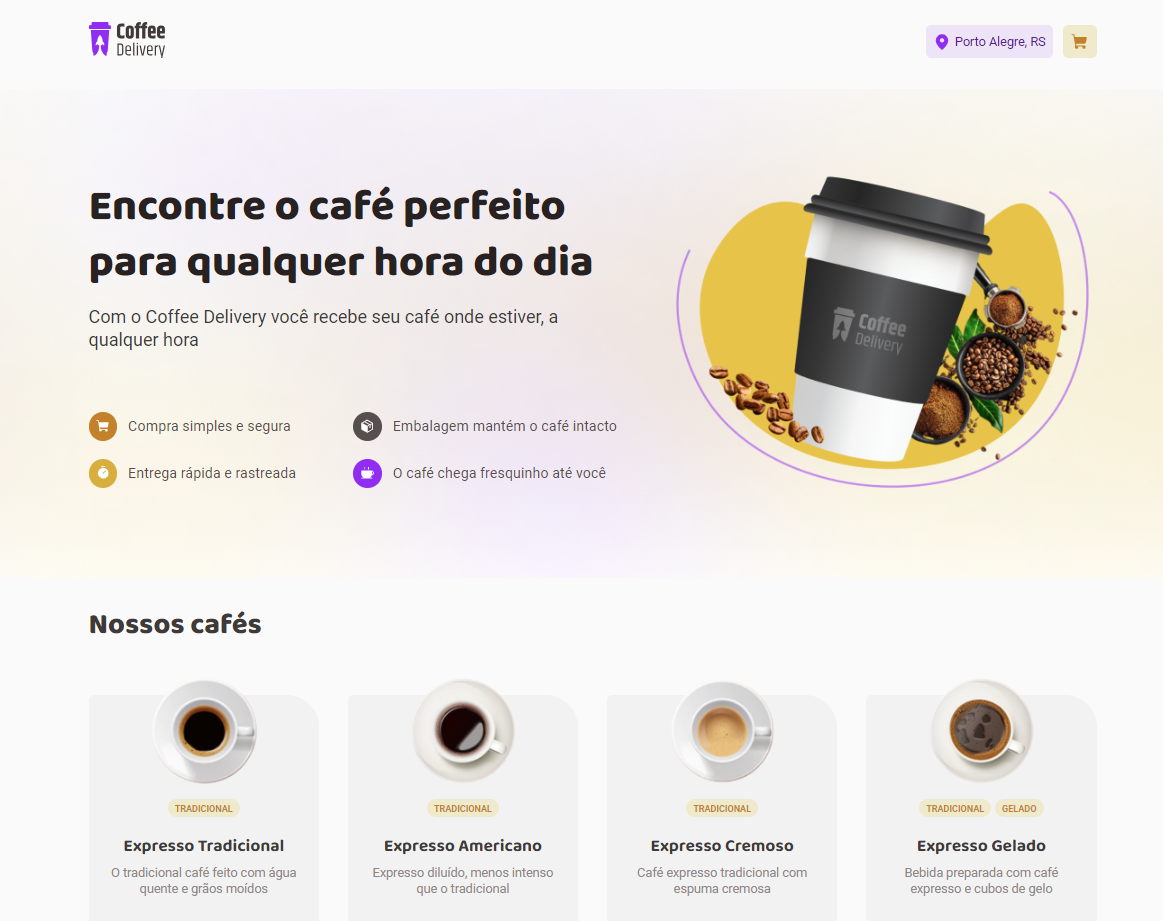 Coffee
Delivery
Porto Alegre, RS
Encontre o café perfeito
para qualquer hora do dia
Com o Coffee Delivery você recebe seu café onde estiver, a
qualquer hora
Coffee
Delivery
Compra simples e segura
Embalagem mantém o café intacto
Entrega rápida e rastreada
O café chega fresquinho até você
Nossos cafés
TRADICIONAL
TRADICIONAL
TRADICIONAL
TRADICIONAL GELADO
Expresso Tradicional
Expresso Americano
Expresso Cremoso
Expresso Gelado
O tradicional café feito com água
quente e grãos moídos
Expresso diluído, menos intenso
que o tradicional
Café expresso tradicional com
espuma cremosa
Bebida preparada com café
expresso e cubos de gelo